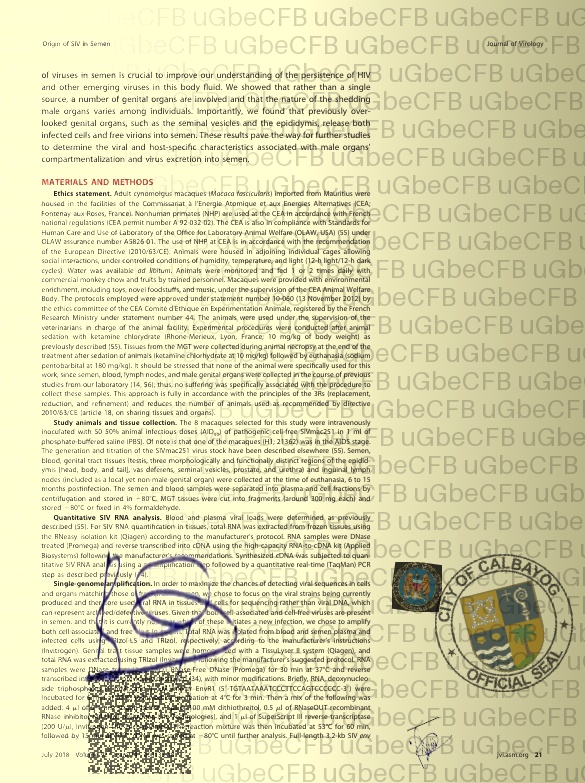 Origin of SIV in Semen
Journal of Virology
of viruses in semen is crucial to improve our understanding of the persistence of HIV
and other emerging viruses in this body fluid. We showed that rather than a single
source, a number of genital organs are involved and that the nature of the shedding
male organs varies among individuals. Importantly, we found that previously over-
looked genital organs, such as the seminal vesicles and the epididymis, release both
infected cells and free virions into semen. These results pave the way for further studies
to determine the viral and host-specific characteristics associated with male organs'
compartmentalization and virus excretion into semen.
MATERIALS AND METHODS
Ethics statement. Adult cynomolgus macaques (Macaca fascicularis) imported from Mauritius were
housed in the facilities of the Commissariat à l'Energie Atomique et aux Energies Alternatives (CEA;
Fontenay aux Roses, France). Nonhuman primates (NHP) are used at the CEA in accordance with French
national regulations (CEA permit number A 92-032-02). The CEA is also in compliance with Standards for
Human Care and Use of Laboratory of the Office for Laboratory Animal Welfare (OLAW, USA) (55) under
OLAW assurance number A5826-01. The use of NHP at CEA is in accordance with the recommendation
of the European Directive (2010/63/CE). Animals were housed in adjoining individual cages allowing
social interactions, under controlled conditions of humidity, temperature, and light (12-h light/12-h dark
cycles). Water was available ad libitum. Animals were monitored and fed 1 or 2 times daily with
commercial monkey chow and fruits by trained personnel. Macaques were provided with environmental
enrichment, including toys, novel foodstuffs, and music, under the supervision of the CEA Animal Welfare
Body. The protocols employed were approved under statement number 10-060 (13 November 2012) by
the ethics committee of the CEA Comité d'Ethique en Experimentation Animale, registered by the French
Research Ministry under statement number 44. The animals were used under the supervision of the
veterinarians in charge of the animal facility. Experimental procedures were conducted after animal
sedation with ketamine chlorydrate (Rhone-Merieux, Lyon, France; 10 mg/kg of body weight) as
previously described (55). Tissues from the MGT were collected during animal necropsy at the end of the
treatment after sedation of animals (ketamine chlorhydrate at 10 mg/kg) followed by euthanasia (sodium
pentobarbital at 180 mg/kg). It should be stressed that none of the animal were specifically used for this
work, since semen, blood, lymph nodes, and male genital organs were collected in the course of previous
studies from our laboratory (14, 56); thus, no suffering was specifically associated with the procedure to
collect these samples. This approach is fully in accordance with the principles of the 3Rs (replacement,
reduction, and refinement) and reduces the number of animals used as recommended by directive
2010/63/CE (article 18, on sharing tissues and organs).
Study animals and tissue collection. The 8 macaques selected for this study were intravenously
inoculated with 50 50% animal infectious doses (AID50) of pathogenic cell-free SIVmac251 in 1 ml of
phosphate-buffered saline (PBS). Of note is that one of the macaques (H1, 21362) was in the AIDS stage.
The generation and titration of the SIVmac251 virus stock have been described elsewhere (55). Semen,
blood, genital tract tissues (testis, three morphologically and functionally distinct regions of the epidid-
ymis [head, body, and tail], vas deferens, seminal vesicles, prostate, and urethra) and inguinal lymph
nodes (included as a local yet non-male genital organ) were collected at the time of euthanasia, 6 to 15
months postinfection. The semen and blood samples were separated into plasma and cell fractions by
centrifugation and stored in −80°C. MGT tissues were cut into fragments (around 300 mg each) and
stored −80°C or fixed in 4% formaldehyde.
Quantitative SIV RNA analysis. Blood and plasma viral loads were determined as previously
described (55). For SIV RNA quantification in tissues, total RNA was extracted from frozen tissues using
the RNeasy isolation kit (Qiagen) according to the manufacturer's protocol. RNA samples were DNase
treated (Promega) and reverse transcribed into cDNA using the high-capacity RNA-to-cDNA kit (Applied
Biosystems) following the manufacturer's recommendations. Synthesized cDNA was subjected to quan-
titative SIV RNA analysis using a preamplification followed by a quantitative real-time (TaqMan) PCR
step as described previously
Single-genome amplification. In order to maximize the chances of detecting viral sequences in cells
and organs matching those we chose to focus on the viral strains being currently
produced and therefore used viral RNA in tissues cells for sequencing rather than viral DNA, which
can represent archived defective viruses. Given that both cell-associated and cell-free viruses are present
in semen, and it is currently of these initiates a new infection, we chose to amplify
both cell-associated and free total RNA was isolated from blood and semen plasma and
infected cells using TRIzol-LS and TRIzol, respectively, according to the manufacturer's instructions
(Invitrogen). Genital tissue samples were homogenized with a TissueLyser II system (Qiagen), and
total RNA was extracted using TRIzol (Invitrogen) following the manufacturer's suggested protocol. RNA
samples were DNase RNase-Free DNase (Promega) for 30 min at 37°C and reverse
transcribed into (34), with minor modifications. Briefly, RNA, deoxynucleo-
side triphosphates EnvR1 (5′-TGTAATAAATCCCTTCCAGTCCCCCC-3′) were
incubated for incubation at 4°C for 3 min. Then a mix of the following was
added: 4 μl of 100 mM dithiothreitol, 0.5 μl of RNaseOUT recombinant
RNase inhibitor and 1 μl of SuperScript III reverse transcriptase
(200 U/μl, reaction mixture was then incubated at 53°C for 60 min,
followed by 15 −80°C until further analysis. Full-length 3.2-kb SIV env
July 2018
jvi.asm.org 21
CITY OF CALBAYOG
OFFICIAL SEAL
uGbeCFB